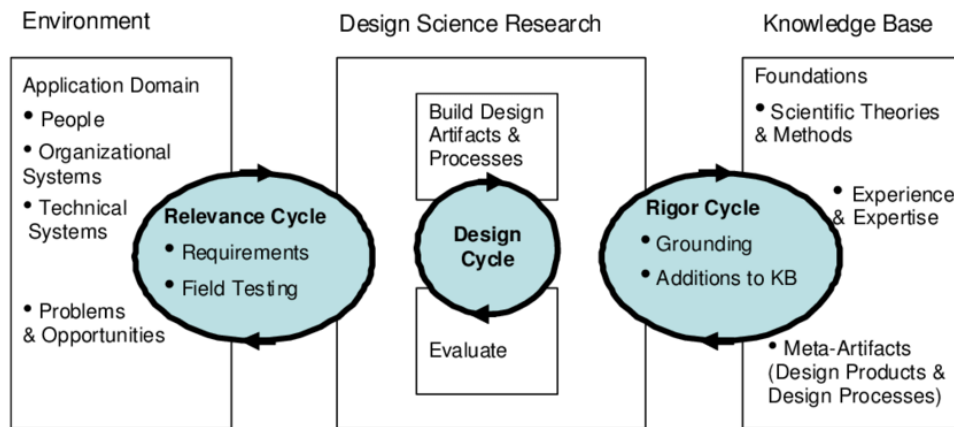 Environment
Design Science Research
Knowledge Base
Application Domain
• People
• Organizational
Systems
• Technical
Systems
• Problems
& Opportunities
Relevance Cycle
• Requirements
• Field Testing
Build Design
Artifacts &
Processes
Design
Cycle
Evaluate
Rigor Cycle
• Grounding
• Additions to KB
Foundations
• Scientific Theories
& Methods
• Experience
& Expertise
• Meta-Artifacts
(Design Products &
Design Processes)